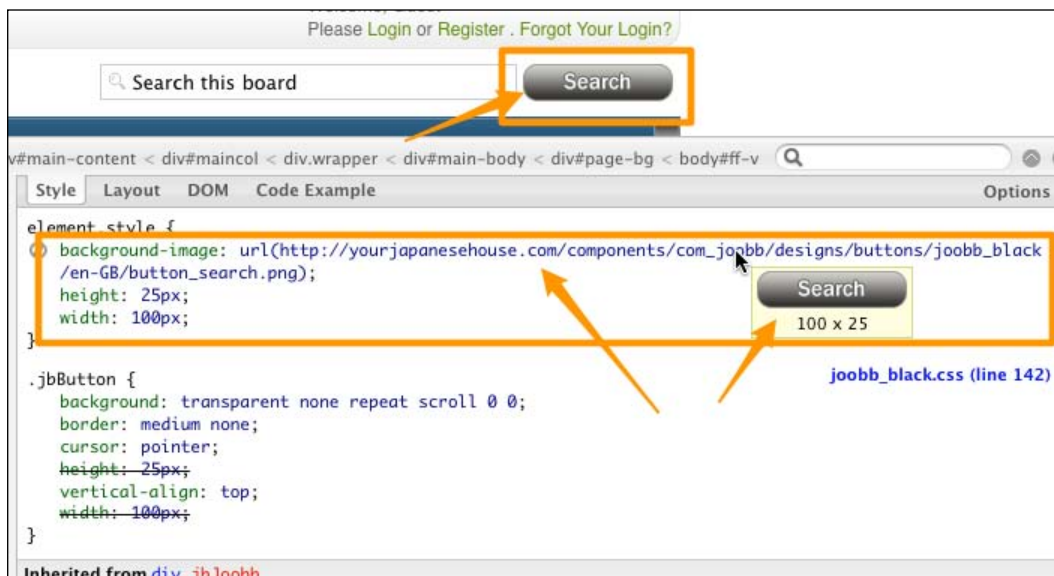 Please Login or Register . Forgot Your Login?
Search this board
Search
v#main-content < div#maincol < div.wrapper < div#main-body < div#page-bg < body#ff-v
Style Layout DOM Code Example Options
element.style {
background-image: url(http://yourjapanesehouse.com/components/com_joobb/designs/buttons/joobb_black
/en-GB/button_search.png);
height: 25px;
width: 100px;
Search
100 x 25
}
.jbButton {
joobb_black.css (line 142)
background: transparent none repeat scroll 0 0;
border: medium none;
cursor: pointer;
height: 25px;
vertical-align: top;
width: 100px;
}
Inherited from div.jbJoobb